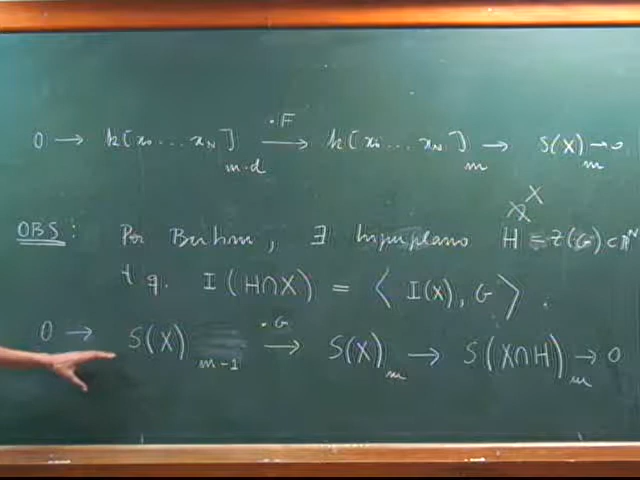 0 → k[x₀ ... x_N]_{m-d} →^{·F} k[x₀ ... x_N]_m → S(X)_m → 0
OBS: Por Bertini, ∃ hiperplano H = Z(G) ⊂ P^N
t q. I(H∩X) = ⟨ I(X), G ⟩.
0 → S(X)_{m-1} →^{·G} S(X)_m → S(X∩H)_m → 0